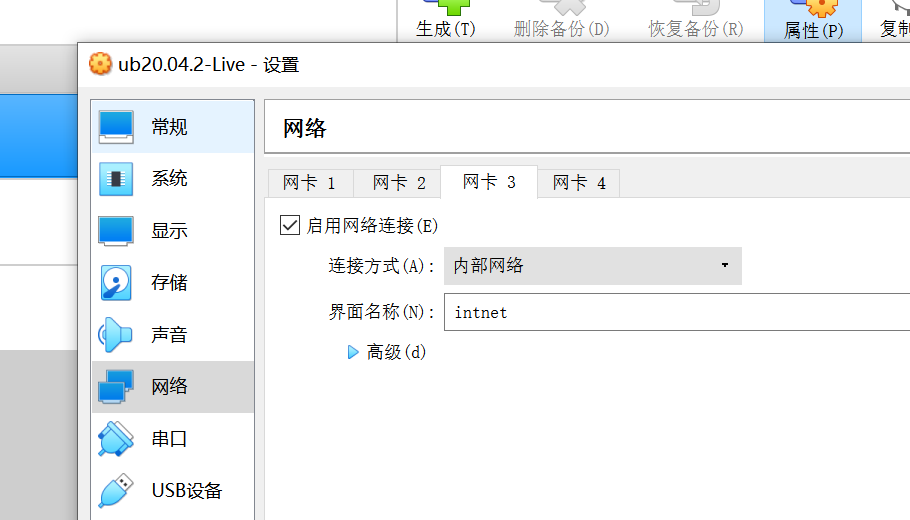 生成(T) 删除备份(D) 恢复备份(R) 属性(P) 复制
ub20.04.2-Live - 设置
常规
系统
显示
存储
声音
网络
串口
USB设备
网络
网卡 1 网卡 2 网卡 3 网卡 4
启用网络连接(E)
连接方式(A): 内部网络
界面名称(N): intnet
高级(d)